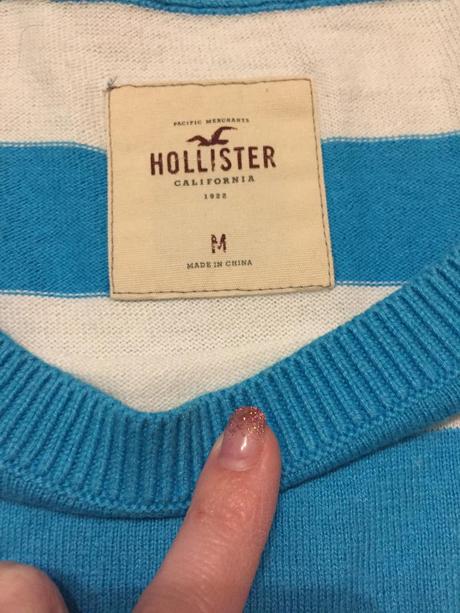 PACIFIC MERCHANTS
HOLLISTER
CALIFORNIA
1922
M
MADE IN CHINA